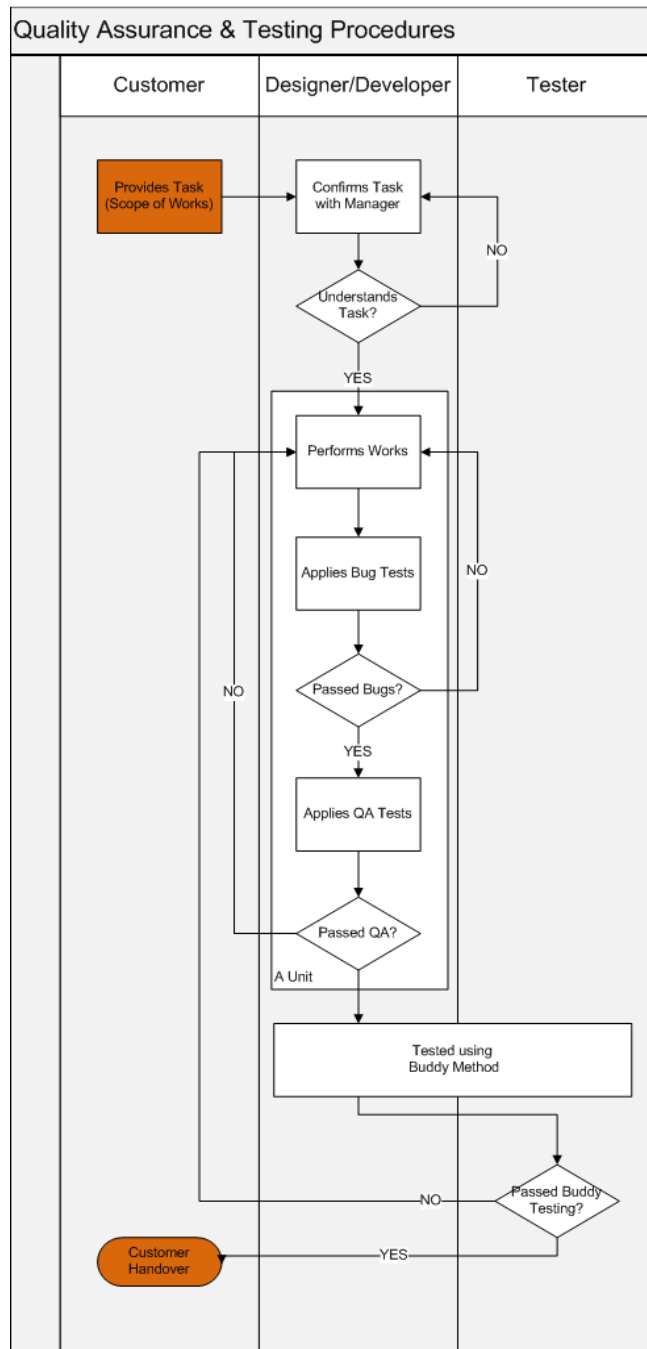 Quality Assurance & Testing Procedures
Customer
Designer/Developer
Tester
Provides Task
(Scope of Works)
Confirms Task
with Manager
NO
Understands
Task?
YES
Performs Works
Applies Bug Tests
NO
Passed Bugs?
NO
YES
Applies QA Tests
Passed QA?
A Unit
Tested using
Buddy Method
Passed Buddy
Testing?
NO
Customer
Handover
YES